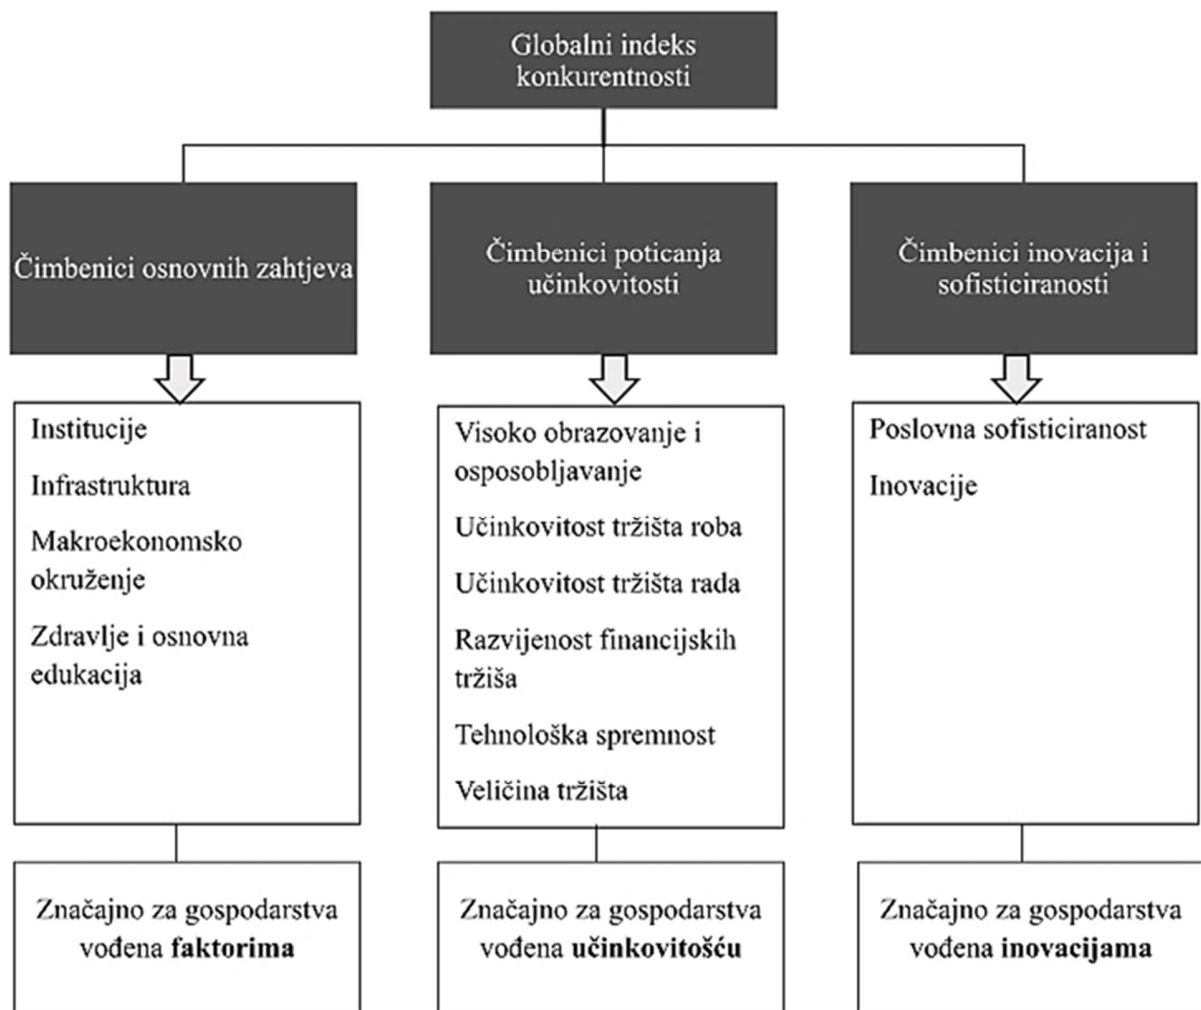 Globalni indeks
konkurentnosti
Čimbenici osnovnih zahtjeva
Čimbenici poticanja
učinkovitosti
Čimbenici inovacija i
sofisticiranosti
Institucije
Infrastruktura
Makroekonomsko
okruženje
Zdravlje i osnovna
edukacija
Visoko obrazovanje i
osposobljavanje
Učinkovitost tržišta roba
Učinkovitost tržišta rada
Razvijenost financijskih
tržiša
Tehnološka spremnost
Veličina tržišta
Poslovna sofisticiranost
Inovacije
Značajno za gospodarstva
vođena faktorima
Značajno za gospodarstva
vođena učinkovitošću
Značajno za gospodarstva
vođena inovacijama